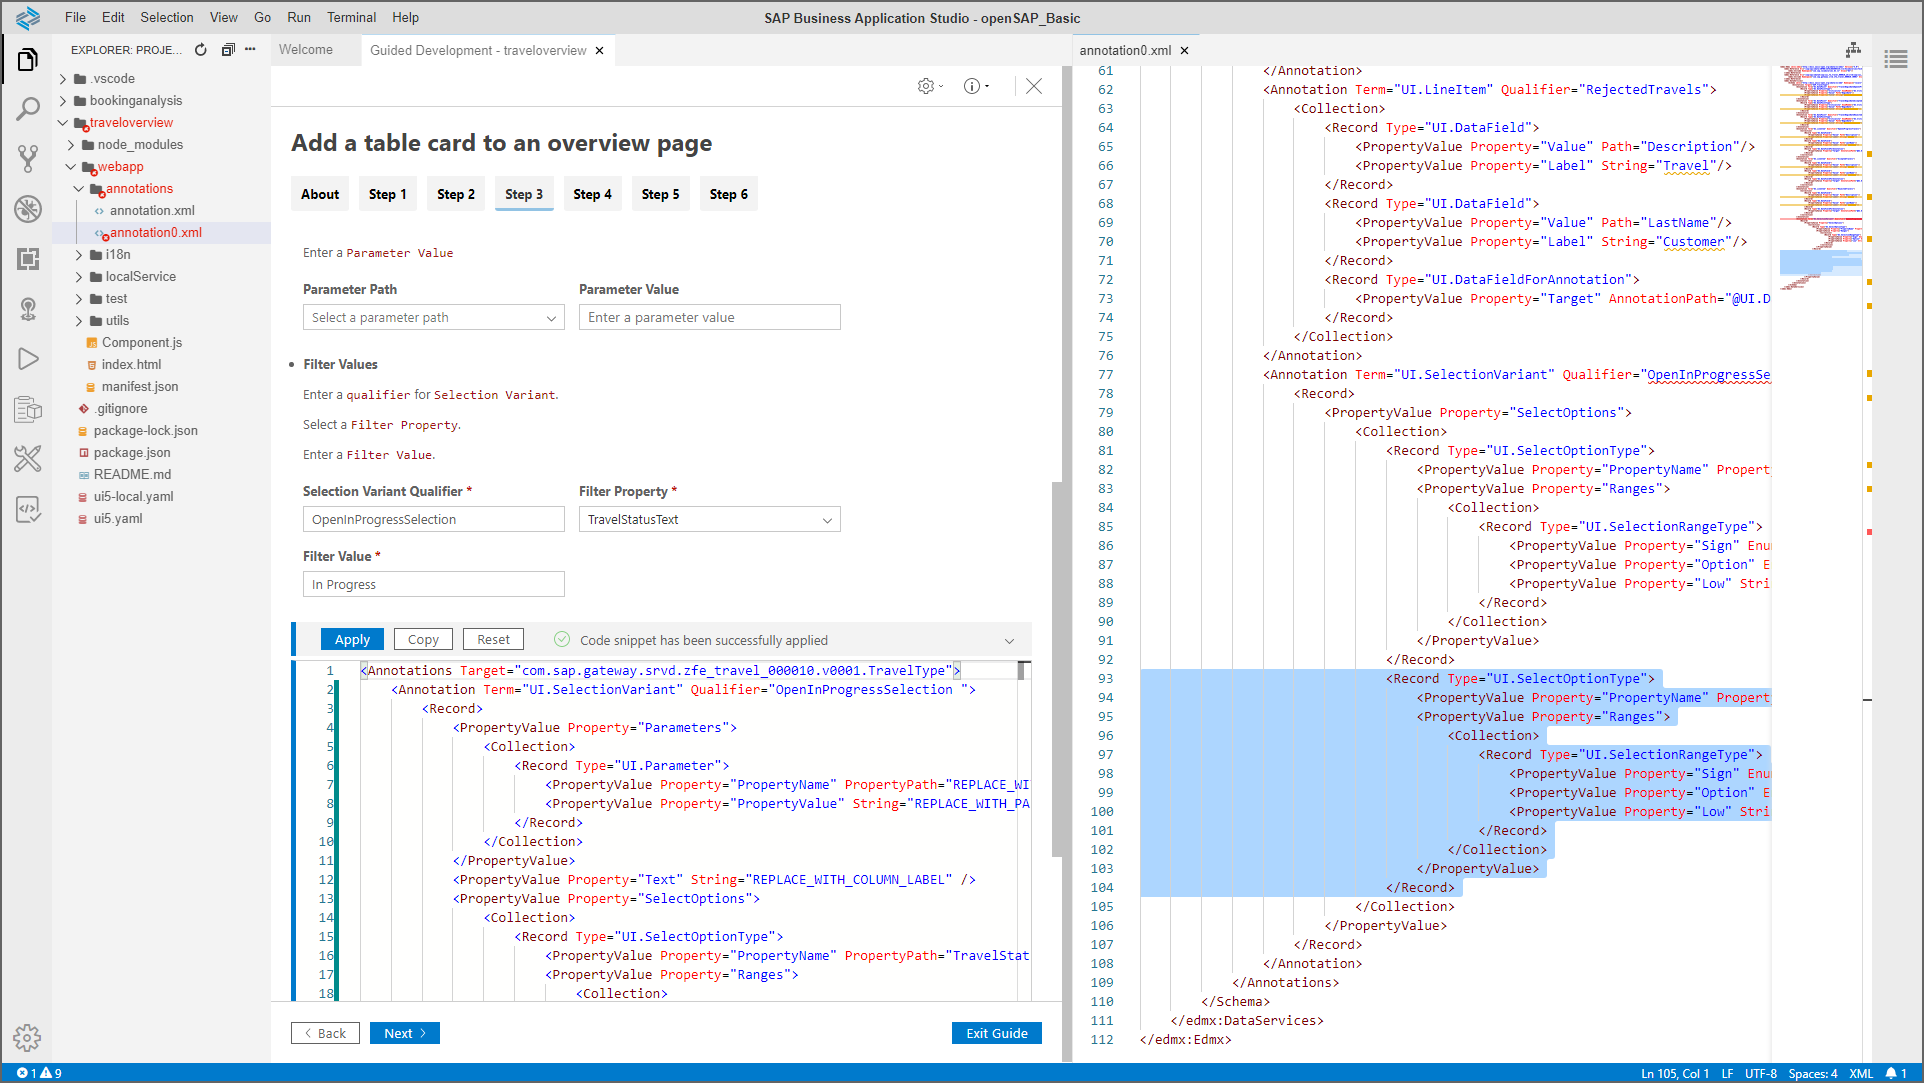 File Edit Selection View Go Run Terminal Help
SAP Business Application Studio - openSAP_Basic
EXPLORER: PROJE...
.vscode
bookinganalysis
traveloverview
node_modules
webapp
annotations
annotation.xml
annotation0.xml
i18n
localService
test
utils
Component.js
index.html
manifest.json
.gitignore
package-lock.json
package.json
README.md
ui5-local.yaml
ui5.yaml
Welcome
Guided Development - traveloverview
Add a table card to an overview page
About Step 1 Step 2 Step 3 Step 4 Step 5 Step 6
Enter a Parameter Value
Parameter Path Parameter Value
Select a parameter path Enter a parameter value
• Filter Values
Enter a qualifier for Selection Variant.
Select a Filter Property.
Enter a Filter Value.
Selection Variant Qualifier * Filter Property *
OpenInProgressSelection TravelStatusText
Filter Value *
In Progress
Apply Copy Reset Code snippet has been successfully applied
1 <Annotations Target="com.sap.gateway.srvd.zfe_travel_000010.v0001.TravelType">
2 <Annotation Term="UI.SelectionVariant" Qualifier="OpenInProgressSelection ">
3 <Record>
4 <PropertyValue Property="Parameters">
5 <Collection>
6 <Record Type="UI.Parameter">
7 <PropertyValue Property="PropertyName" PropertyPath="REPLACE_WI
8 <PropertyValue Property="PropertyValue" String="REPLACE_WITH_PA
9 </Record>
10 </Collection>
11 </PropertyValue>
12 <PropertyValue Property="Text" String="REPLACE_WITH_COLUMN_LABEL" />
13 <PropertyValue Property="SelectOptions">
14 <Collection>
15 <Record Type="UI.SelectOptionType">
16 <PropertyValue Property="PropertyName" PropertyPath="TravelStat
17 <PropertyValue Property="Ranges">
18 <Collection>
Back Next Exit Guide
annotation0.xml
61 </Annotation>
62 <Annotation Term="UI.LineItem" Qualifier="RejectedTravels">
63 <Collection>
64 <Record Type="UI.DataField">
65 <PropertyValue Property="Value" Path="Description"/>
66 <PropertyValue Property="Label" String="Travel"/>
67 </Record>
68 <Record Type="UI.DataField">
69 <PropertyValue Property="Value" Path="LastName"/>
70 <PropertyValue Property="Label" String="Customer"/>
71 </Record>
72 <Record Type="UI.DataFieldForAnnotation">
73 <PropertyValue Property="Target" AnnotationPath="@UI.D
74 </Record>
75 </Collection>
76 </Annotation>
77 <Annotation Term="UI.SelectionVariant" Qualifier="OpenInProgressSe
78 <Record>
79 <PropertyValue Property="SelectOptions">
80 <Collection>
81 <Record Type="UI.SelectOptionType">
82 <PropertyValue Property="PropertyName" Propert
83 <PropertyValue Property="Ranges">
84 <Collection>
85 <Record Type="UI.SelectionRangeType">
86 <PropertyValue Property="Sign" Enu
87 <PropertyValue Property="Option" E
88 <PropertyValue Property="Low" Stri
89 </Record>
90 </Collection>
91 </PropertyValue>
92 </Record>
93 <Record Type="UI.SelectOptionType">
94 <PropertyValue Property="PropertyName" Propert
95 <PropertyValue Property="Ranges">
96 <Collection>
97 <Record Type="UI.SelectionRangeType">
98 <PropertyValue Property="Sign" Enu
99 <PropertyValue Property="Option" E
100 <PropertyValue Property="Low" Stri
101 </Record>
102 </Collection>
103 </PropertyValue>
104 </Record>
105 </Collection>
106 </PropertyValue>
107 </Record>
108 </Annotation>
109 </Annotations>
110 </Schema>
111 </edmx:DataServices>
112 </edmx:Edmx>
1 9
Ln 105, Col 1 LF UTF-8 Spaces: 4 XML 1